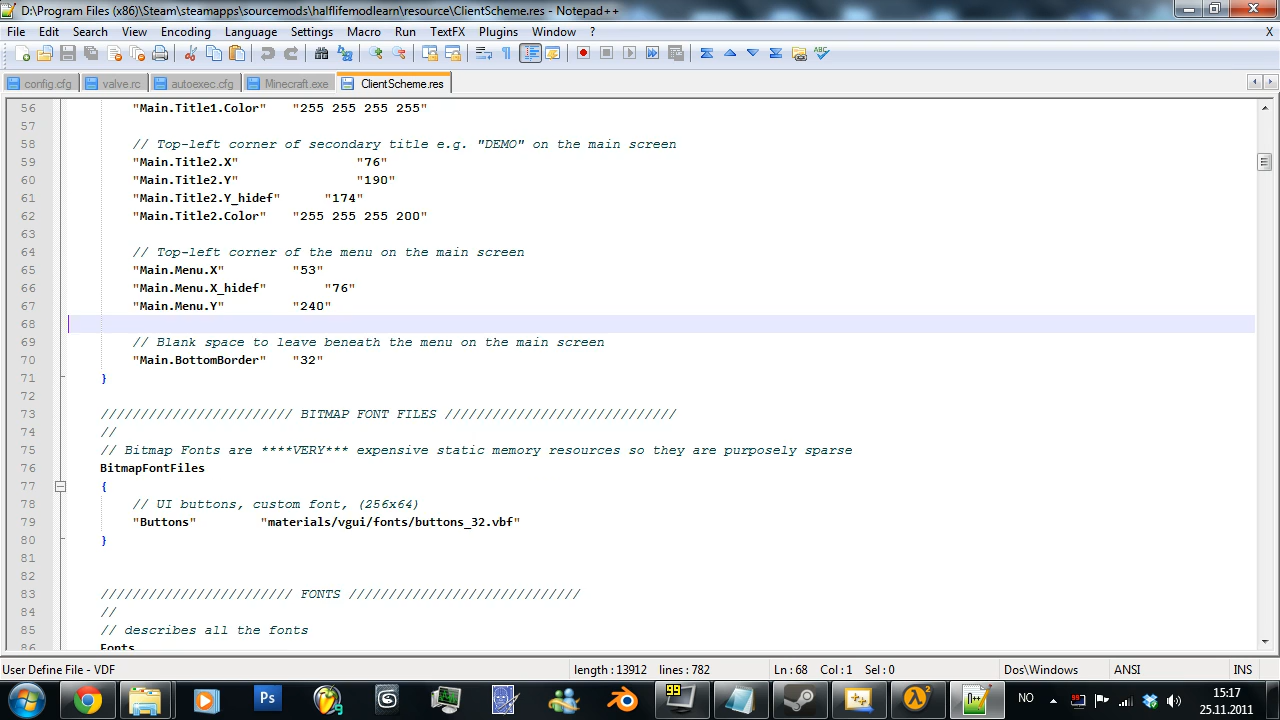 D:\Program Files (x86)\Steam\steamapps\sourcemods\halflifemodlearn\resource\ClientScheme.res - Notepad++
File Edit Search View Encoding Language Settings Macro Run TextFX Plugins Window ? X
config.cfg valve.rc autoexec.cfg Minecraft.exe ClientScheme.res
56 "Main.Title1.Color" "255 255 255 255"
57
58 // Top-left corner of secondary title e.g. "DEMO" on the main screen
59 "Main.Title2.X" "76"
60 "Main.Title2.Y" "190"
61 "Main.Title2.Y_hidef" "174"
62 "Main.Title2.Color" "255 255 255 200"
63
64 // Top-left corner of the menu on the main screen
65 "Main.Menu.X" "53"
66 "Main.Menu.X_hidef" "76"
67 "Main.Menu.Y" "240"
68
69 // Blank space to leave beneath the menu on the main screen
70 "Main.BottomBorder" "32"
71 }
72
73 //////////////////////// BITMAP FONT FILES /////////////////////////////
74 //
75 // Bitmap Fonts are ****VERY*** expensive static memory resources so they are purposely sparse
76 BitmapFontFiles
77 {
78 // UI buttons, custom font, (256x64)
79 "Buttons" "materials/vgui/fonts/buttons_32.vbf"
80 }
81
82
83 //////////////////////// FONTS /////////////////////////////
84 //
85 // describes all the fonts
86 Fonts
User Define File - VDF length : 13912 lines : 782 Ln : 68 Col : 1 Sel : 0 Dos\Windows ANSI INS
Ps 99 NO 15:17
25.11.2011